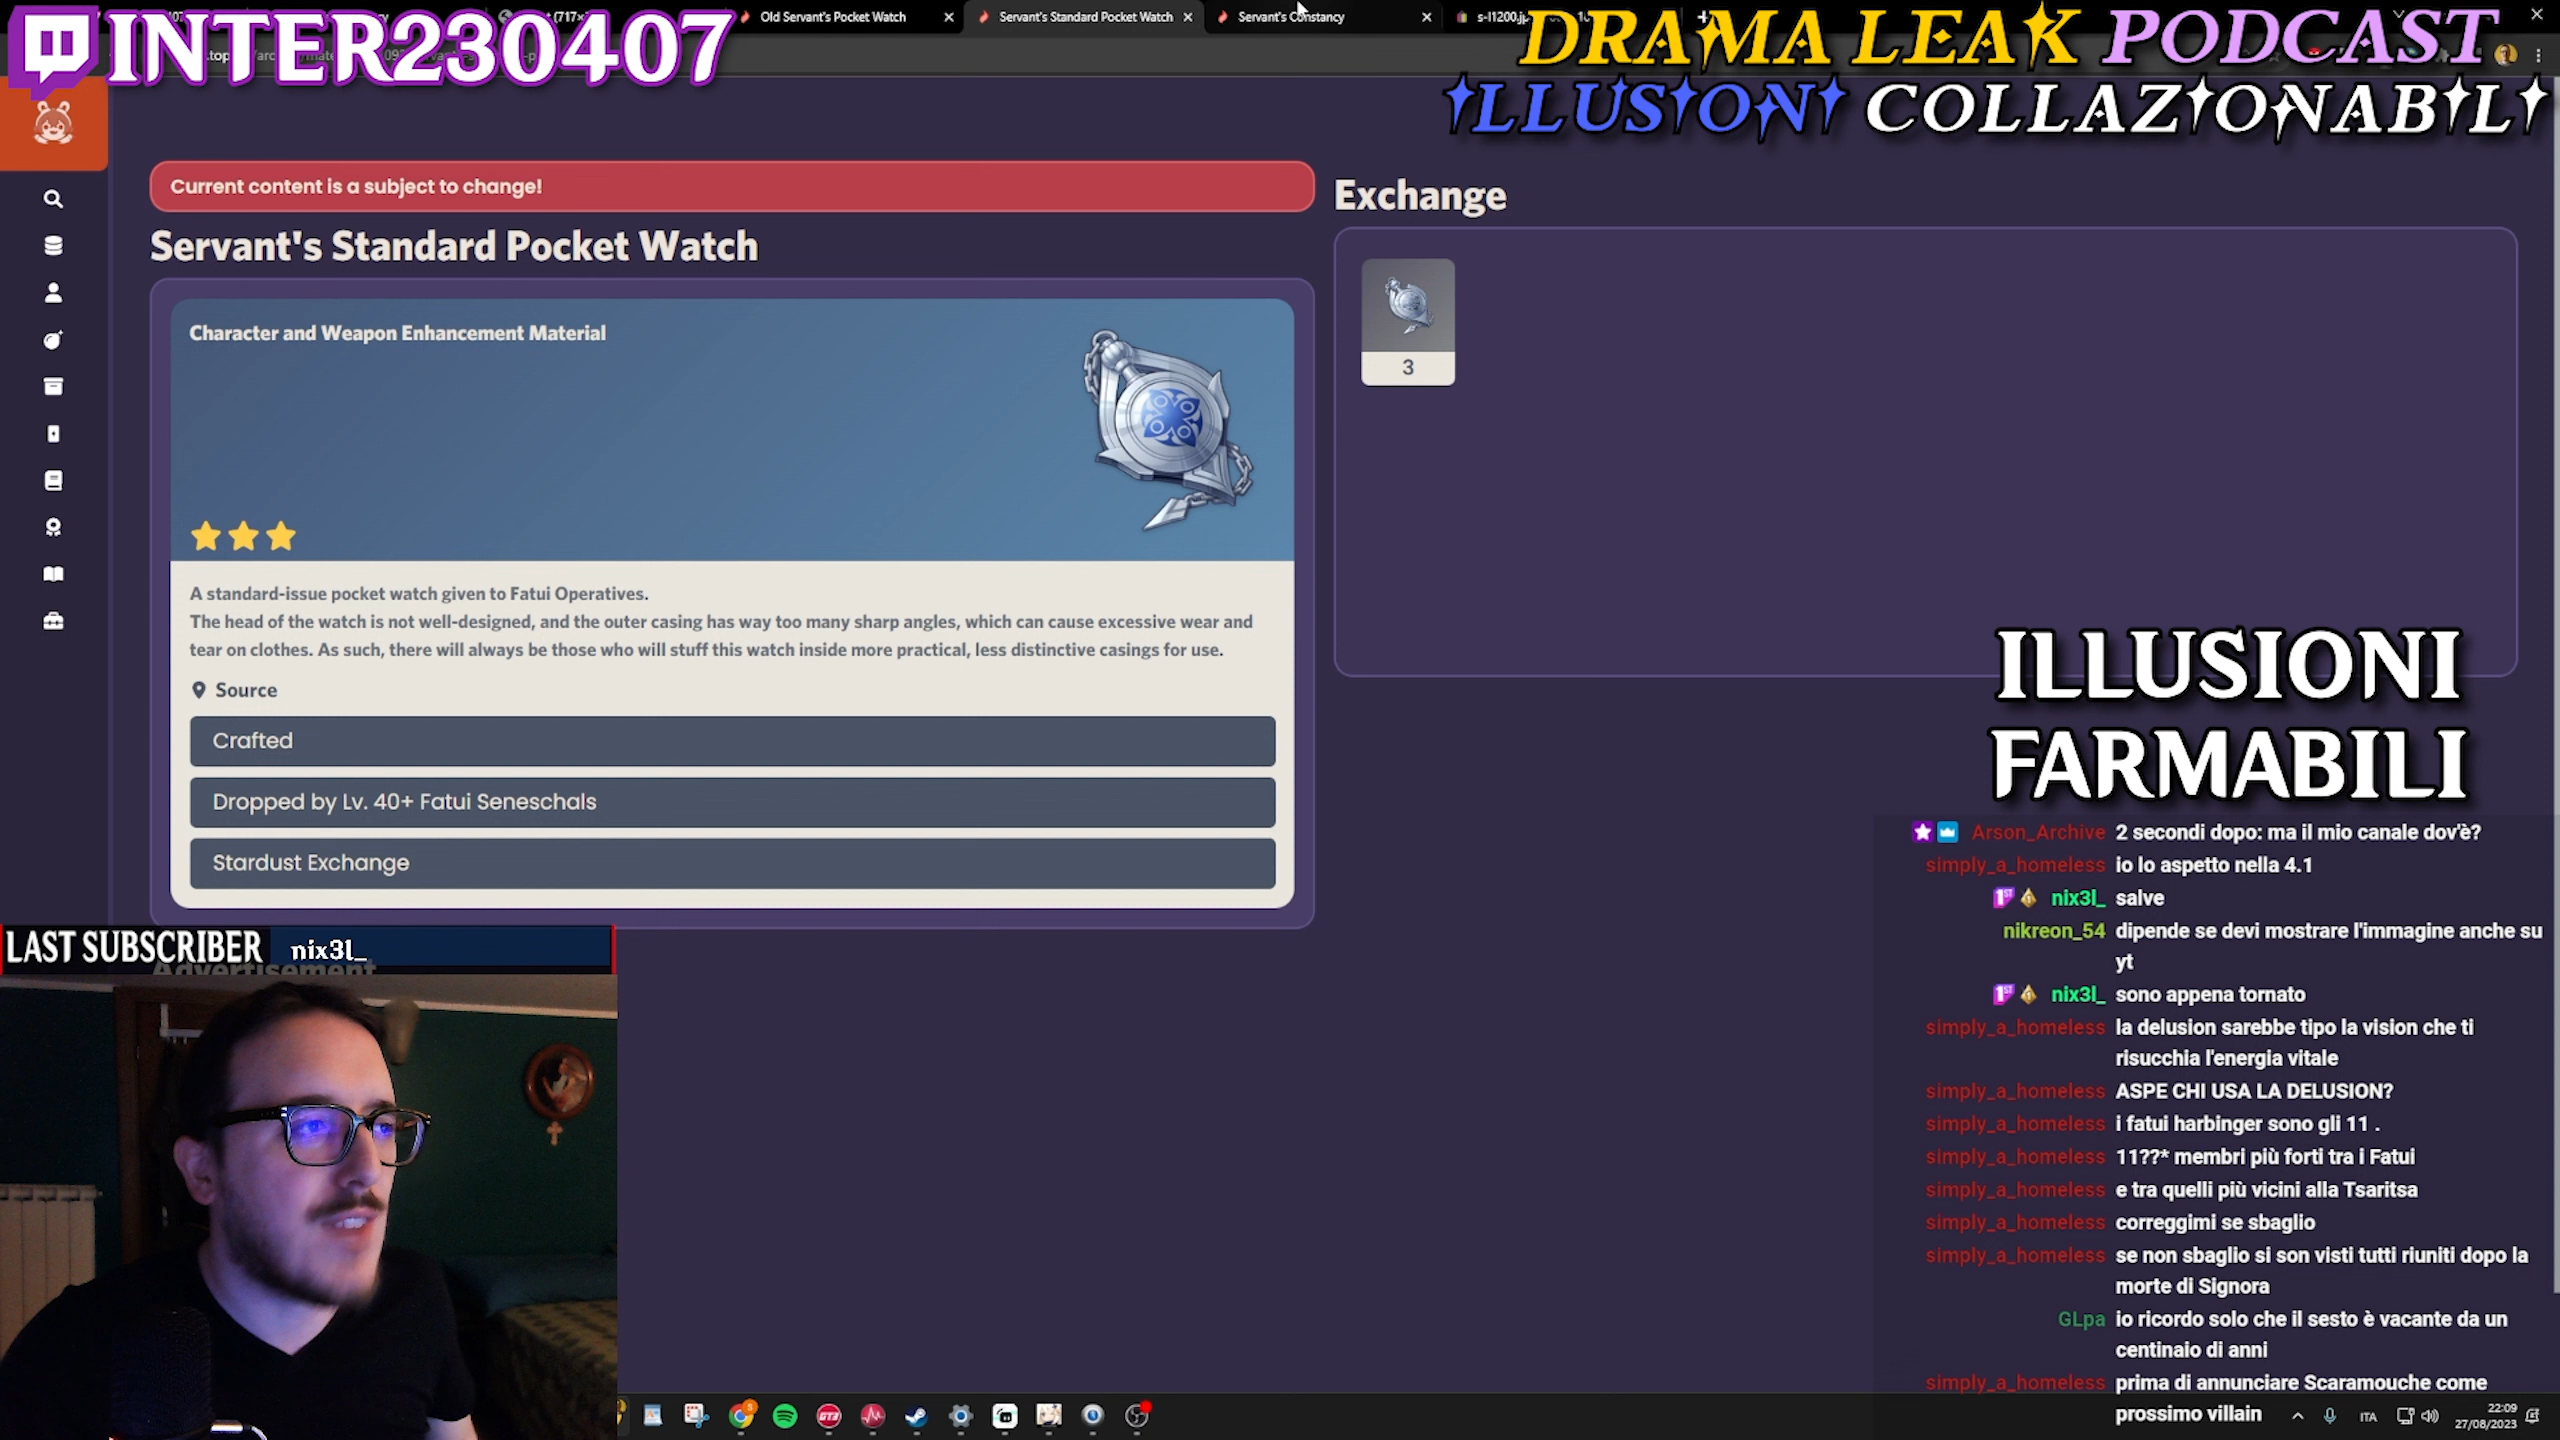 Old Servant's Pocket Watch
Servant's Standard Pocket Watch
Servant's Constancy
INTER230407
DRAMA LEAK PODCAST
ILLUSIONI COLLAZIONABILI
Current content is a subject to change!
Servant's Standard Pocket Watch
Character and Weapon Enhancement Material
A standard-issue pocket watch given to Fatui Operatives.
The head of the watch is not well-designed, and the outer casing has way too many sharp angles, which can cause excessive wear and
tear on clothes. As such, there will always be those who will stuff this watch inside more practical, less distinctive casings for use.
Source
Crafted
Dropped by Lv. 40+ Fatui Seneschals
Stardust Exchange
Exchange
3
ILLUSIONI
FARMABILI
Arson_Archive 2 secondi dopo: ma il mio canale dov'è?
simply_a_homeless io lo aspetto nella 4.1
nix3l_ salve
nikreon_54 dipende se devi mostrare l'immagine anche su
yt
nix3l_ sono appena tornato
simply_a_homeless la delusion sarebbe tipo la vision che ti
risucchia l'energia vitale
simply_a_homeless ASPE CHI USA LA DELUSION?
simply_a_homeless i fatui harbinger sono gli 11 .
simply_a_homeless 11??* membri più forti tra i Fatui
simply_a_homeless e tra quelli più vicini alla Tsaritsa
simply_a_homeless correggimi se sbaglio
simply_a_homeless se non sbaglio si son visti tutti riuniti dopo la
morte di Signora
GLpa io ricordo solo che il sesto è vacante da un
centinaio di anni
simply_a_homeless prima di annunciare Scaramouche come
prossimo villain
LAST SUBSCRIBER nix3l_
Advertisement
ITA
22:09
27/08/2023